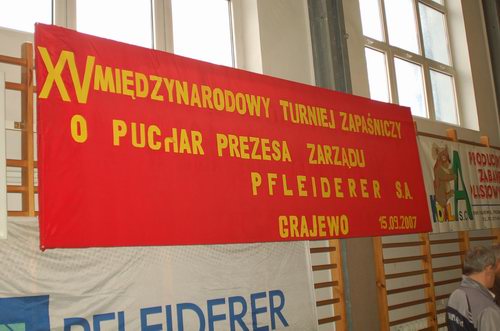 XV MIĘDZYNARODOWY TURNIEJ ZAPAŚNICZY
O PUCHAR PREZESA ZARZĄDU
PFLEIDERER S.A.
GRAJEWO 15.09.2007
PFLEIDERER